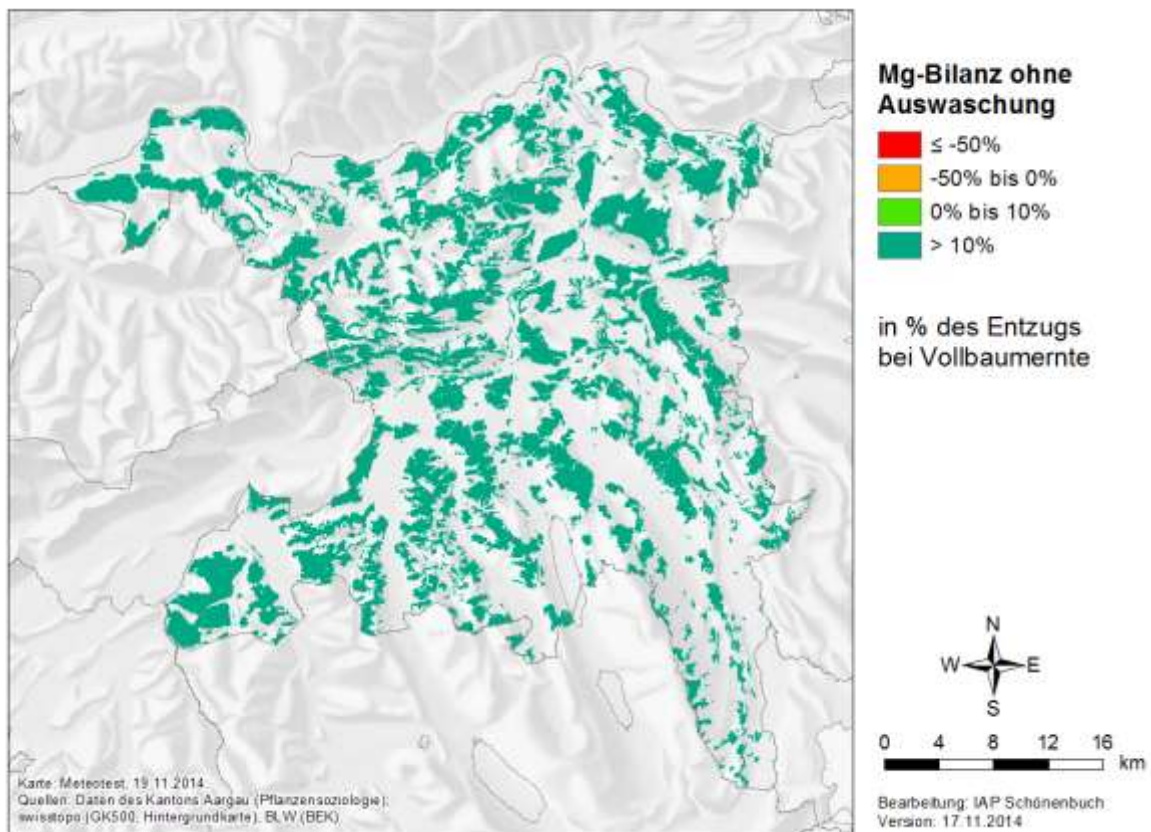 Mg-Bilanz ohne
Auswaschung
≤ -50%
-50% bis 0%
0% bis 10%
> 10%
in % des Entzugs
bei Vollbaumernte
N
W E
S
0 4 8 12 16
km
Karte: Meteotest, 19.11.2014.
Quellen: Daten des Kantons Aargau (Pflanzensoziologie);
swisstopo (GK500, Hintergrundkarte), BLW (BEK)
Bearbeitung: IAP Schönenbuch
Version: 17.11.2014